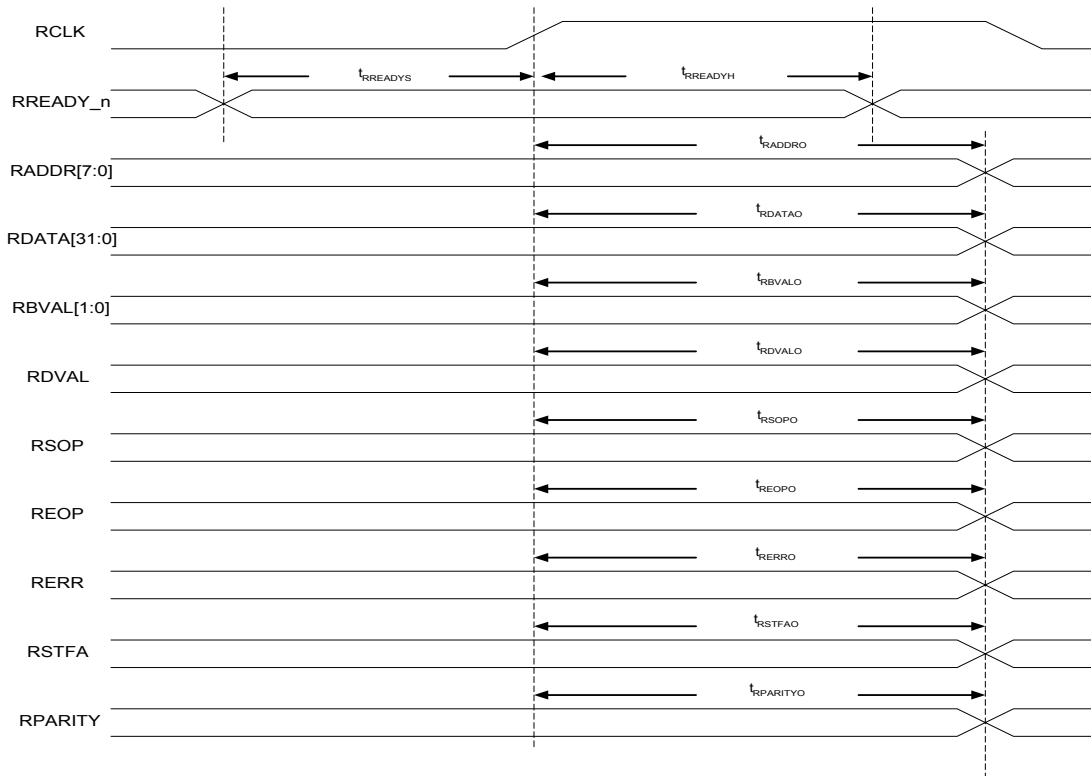 RCLK
tRREADYS tRREADYH
RREADY_n
tRADDRO
RADDR[7:0]
tRDATAO
RDATA[31:0]
tRBVALO
RBVAL[1:0]
tRDVALO
RDVAL
tRSOPO
RSOP
tREOPO
REOP
tRERRO
RERR
tRSTFAO
RSTFA
tRPARITYO
RPARITY